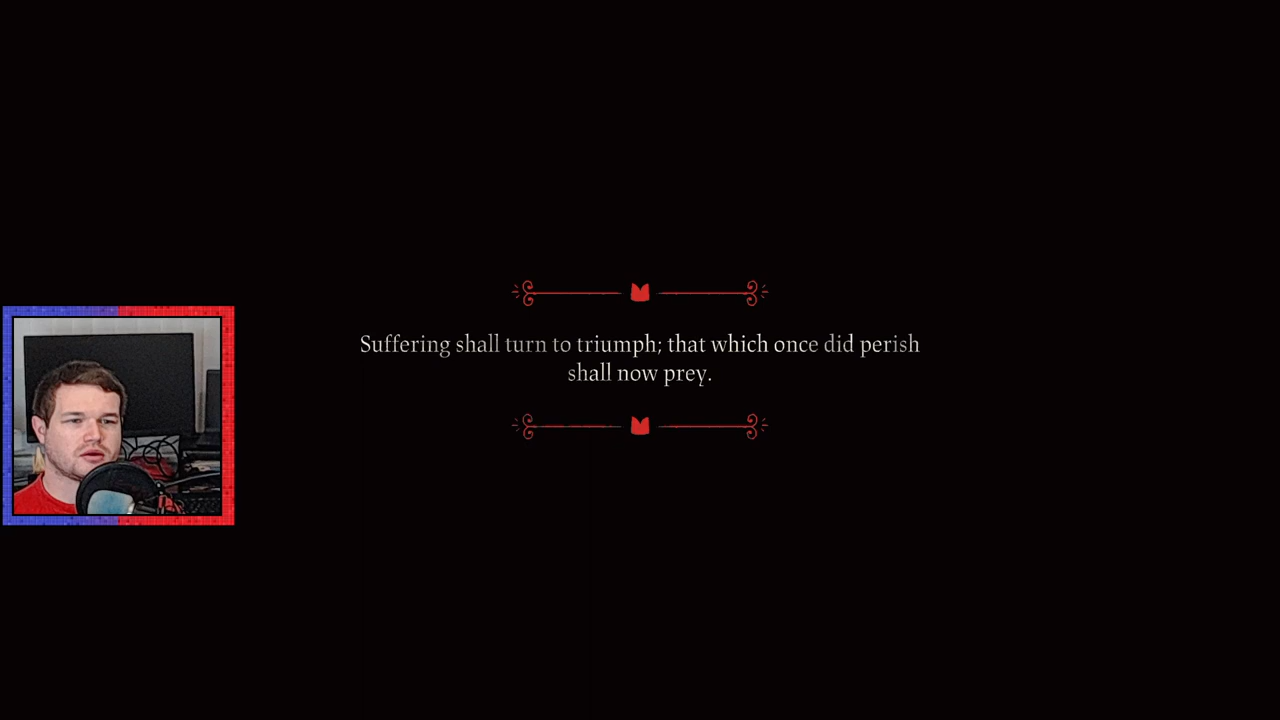 Suffering shall turn to triumph; that which once did perish
shall now prey.